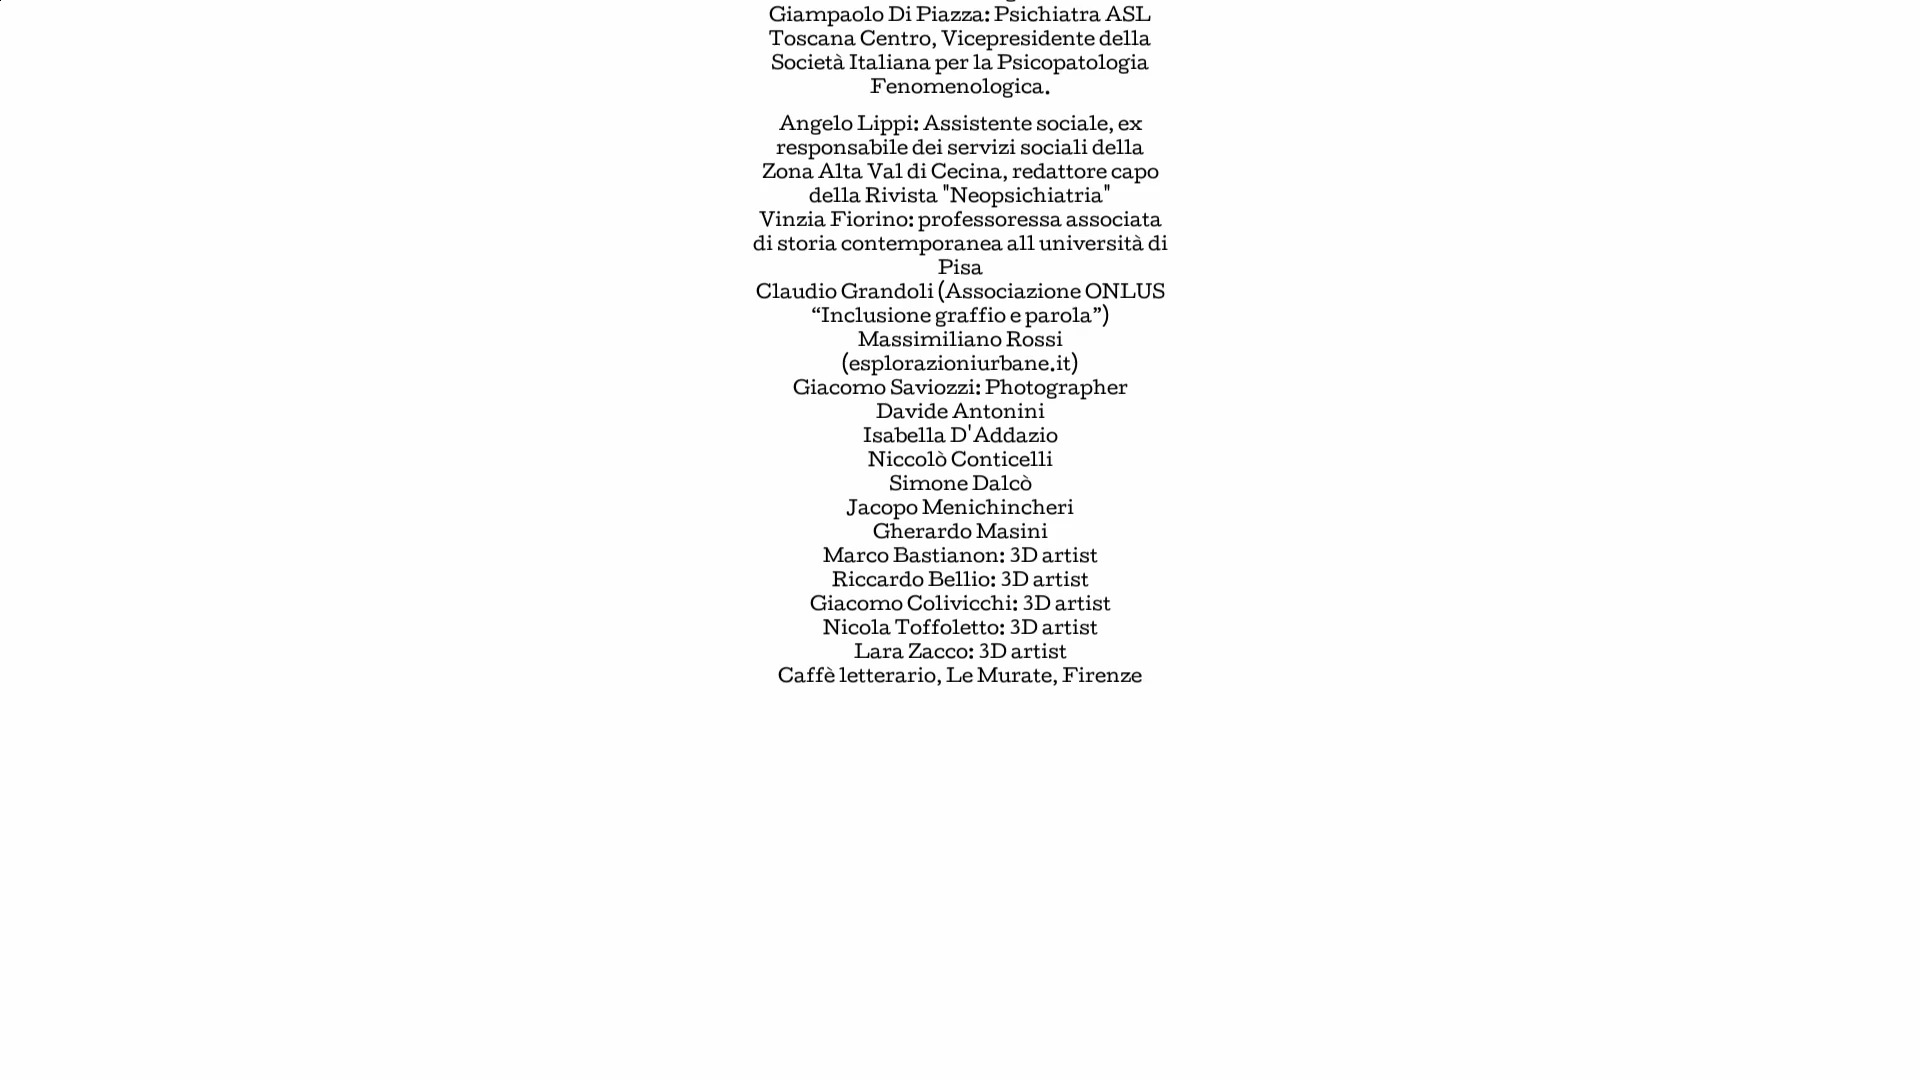 Giampaolo Di Piazza: Psichiatra ASL
Toscana Centro, Vicepresidente della
Società Italiana per la Psicopatologia
Fenomenologica.
Angelo Lippi: Assistente sociale, ex
responsabile dei servizi sociali della
Zona Alta Val di Cecina, redattore capo
della Rivista "Neopsichiatria"
Vinzia Fiorino: professoressa associata
di storia contemporanea all università di
Pisa
Claudio Grandoli (Associazione ONLUS
“Inclusione graffio e parola”)
Massimiliano Rossi
(esplorazioniurbane.it)
Giacomo Saviozzi: Photographer
Davide Antonini
Isabella D'Addazio
Niccolò Conticelli
Simone Dalcò
Jacopo Menichincheri
Gherardo Masini
Marco Bastianon: 3D artist
Riccardo Bellio: 3D artist
Giacomo Colivicchi: 3D artist
Nicola Toffoletto: 3D artist
Lara Zacco: 3D artist
Caffè letterario, Le Murate, Firenze